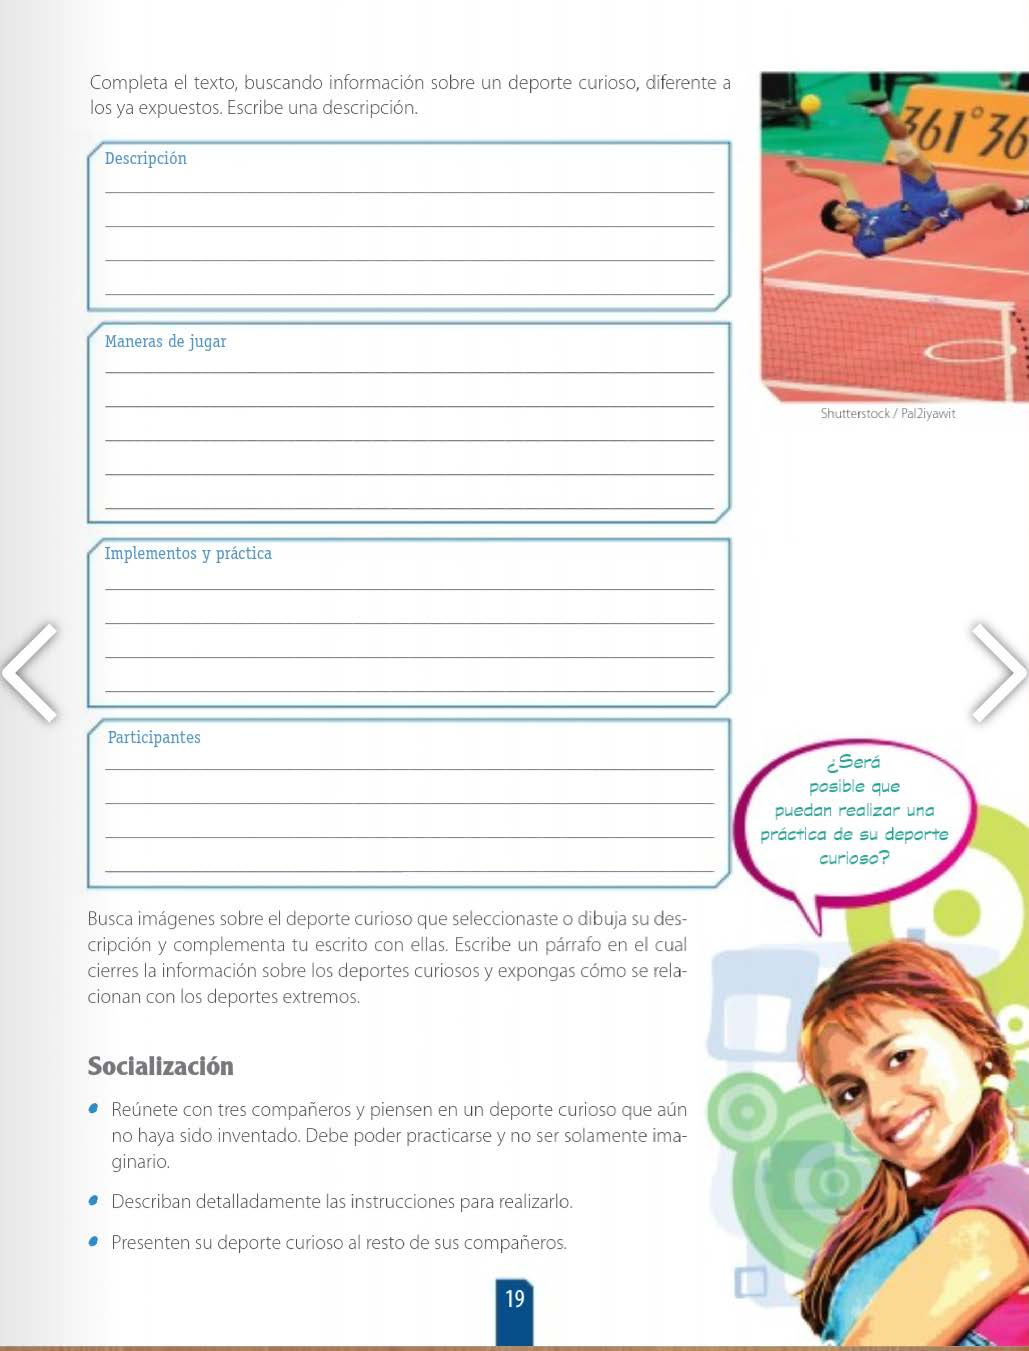 Completa el texto, buscando información sobre un deporte curioso, diferente a
los ya expuestos. Escribe una descripción.
Descripción
361° 36
Maneras de jugar
Shutterstock / Pal2iyawit
Implementos y práctica
Participantes
¿Será
posible que
puedan realizar una
práctica de su deporte
curioso?
Busca imágenes sobre el deporte curioso que seleccionaste o dibuja su des-
cripción y complementa tu escrito con ellas. Escribe un párrafo en el cual
cierres la información sobre los deportes curiosos y expongas cómo se rela-
cionan con los deportes extremos.
Socialización
Reúnete con tres compañeros y piensen en un deporte curioso que aún
no haya sido inventado. Debe poder practicarse y no ser solamente ima-
ginario.
Describan detalladamente las instrucciones para realizarlo.
Presenten su deporte curioso al resto de sus compañeros.
19